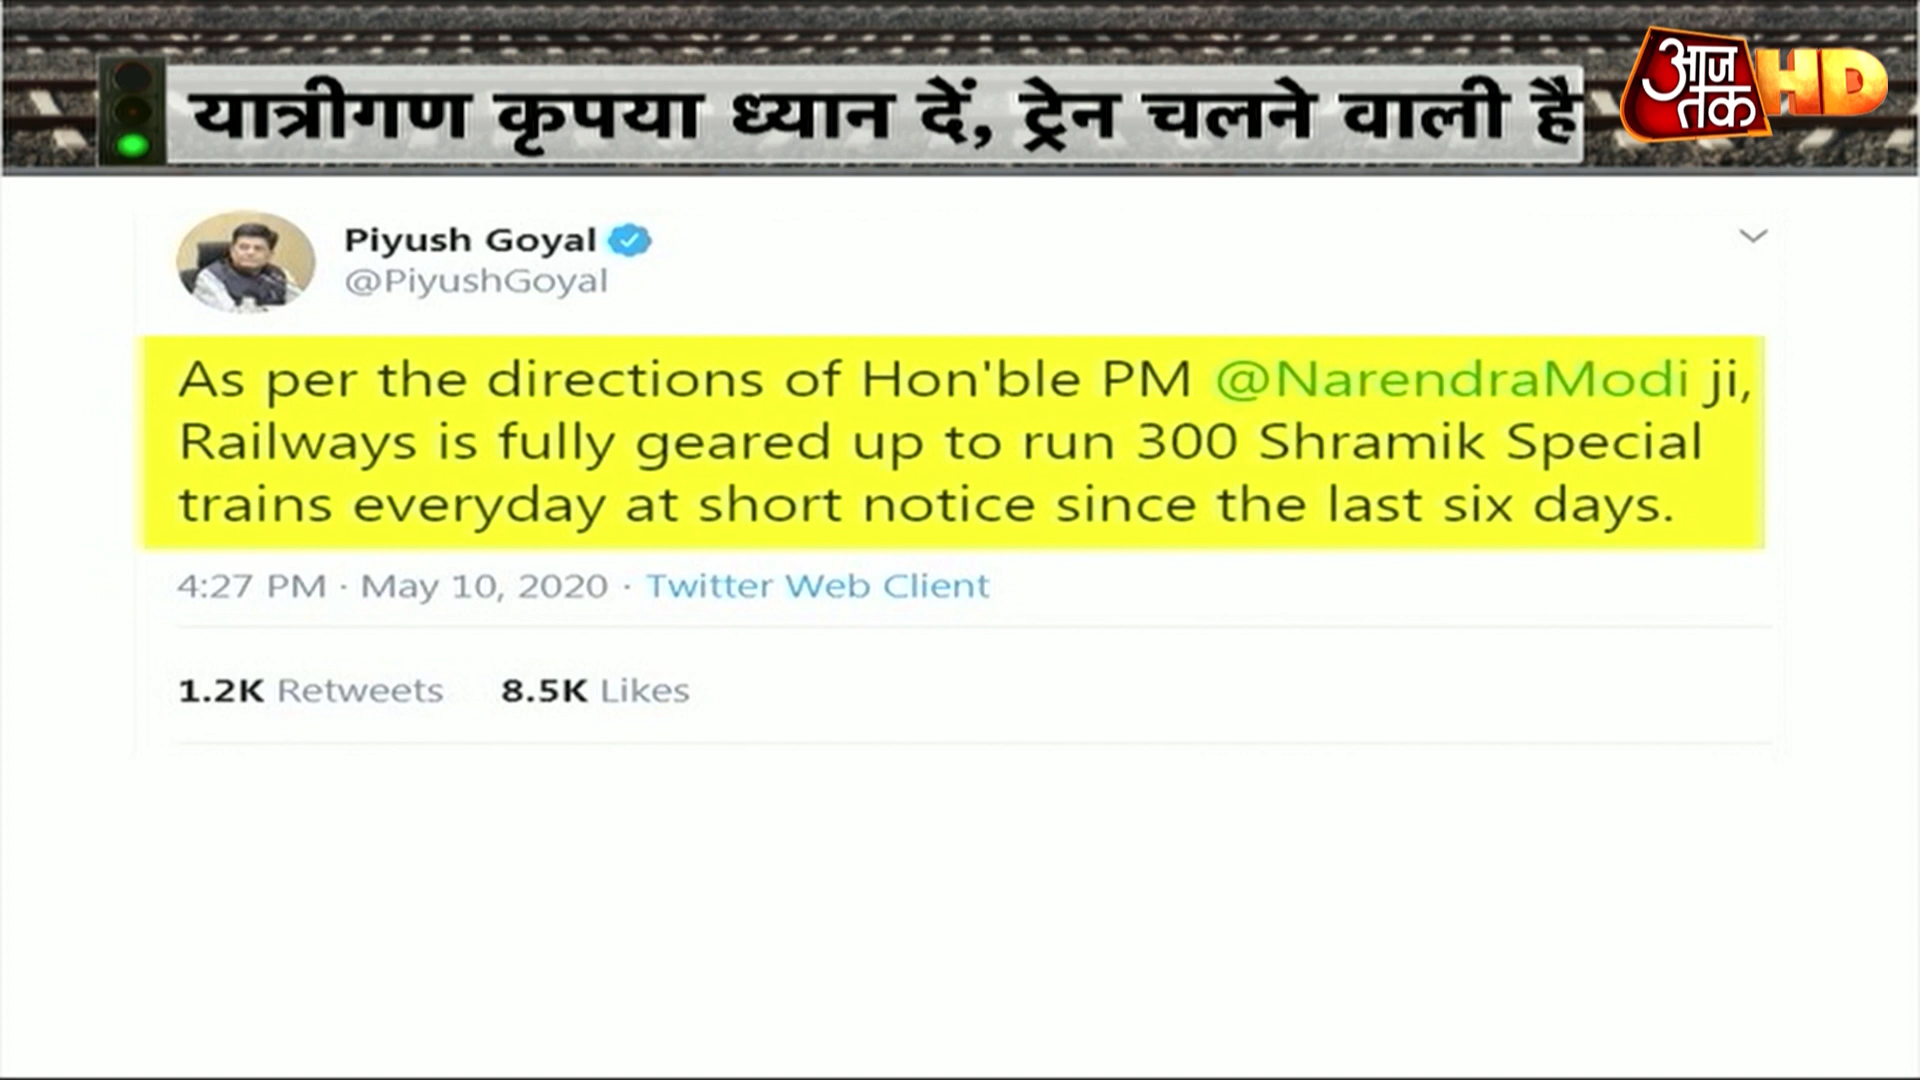 यात्रीगण कृपया ध्यान दें, ट्रेन चलने वाली है
आज तक HD
Piyush Goyal
@PiyushGoyal
As per the directions of Hon'ble PM @NarendraModi ji,
Railways is fully geared up to run 300 Shramik Special
trains everyday at short notice since the last six days.
4:27 PM · May 10, 2020 · Twitter Web Client
1.2K Retweets 8.5K Likes